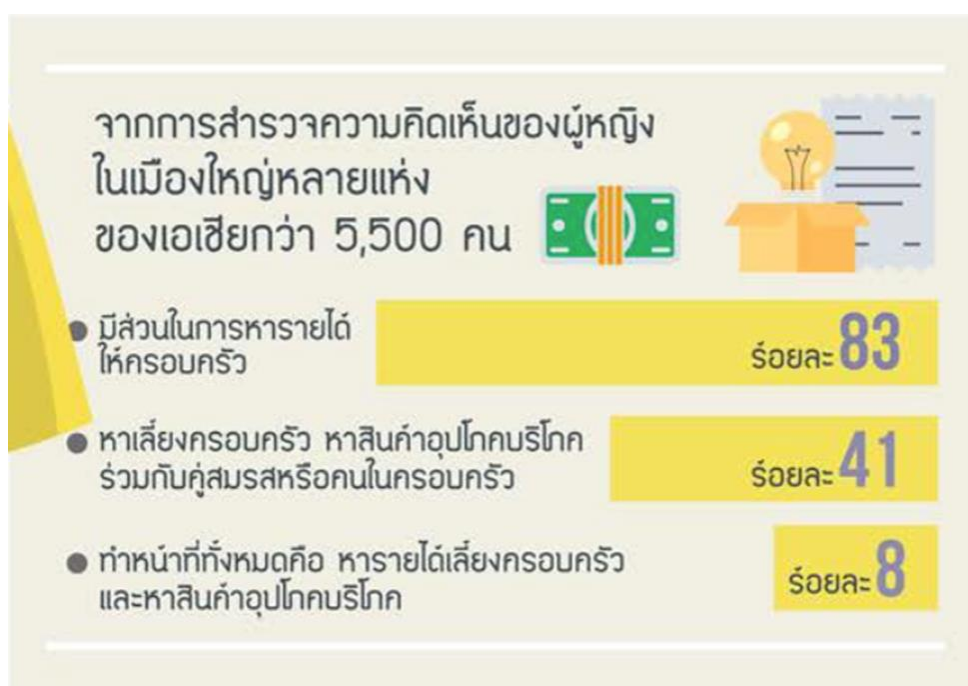 จากการสำรวจความคิดเห็นของผู้หญิง
ในเมืองใหญ่หลายแห่ง
ของเอเชียกว่า 5,500 คน
● มีส่วนในการหารายได้
ให้ครอบครัว
ร้อยละ 83
● หาเลี้ยงครอบครัว หาสินค้าอุปโภคบริโภค
ร่วมกับคู่สมรสหรือคนในครอบครัว
ร้อยละ 41
● ทำหน้าที่ทั้งหมดคือ หารายได้เลี้ยงครอบครัว
และหาสินค้าอุปโภคบริโภค
ร้อยละ 8